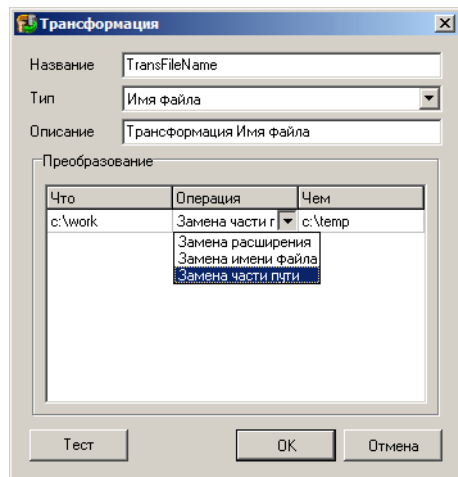 Трансформация
Название TransFileName
Тип Имя файла
Описание Трансформация Имя файла
Преобразование
Что Операция Чем
c:\work Замена части г c:\temp
Замена расширения
Замена имени файла
Замена части пути
Тест OK Отмена